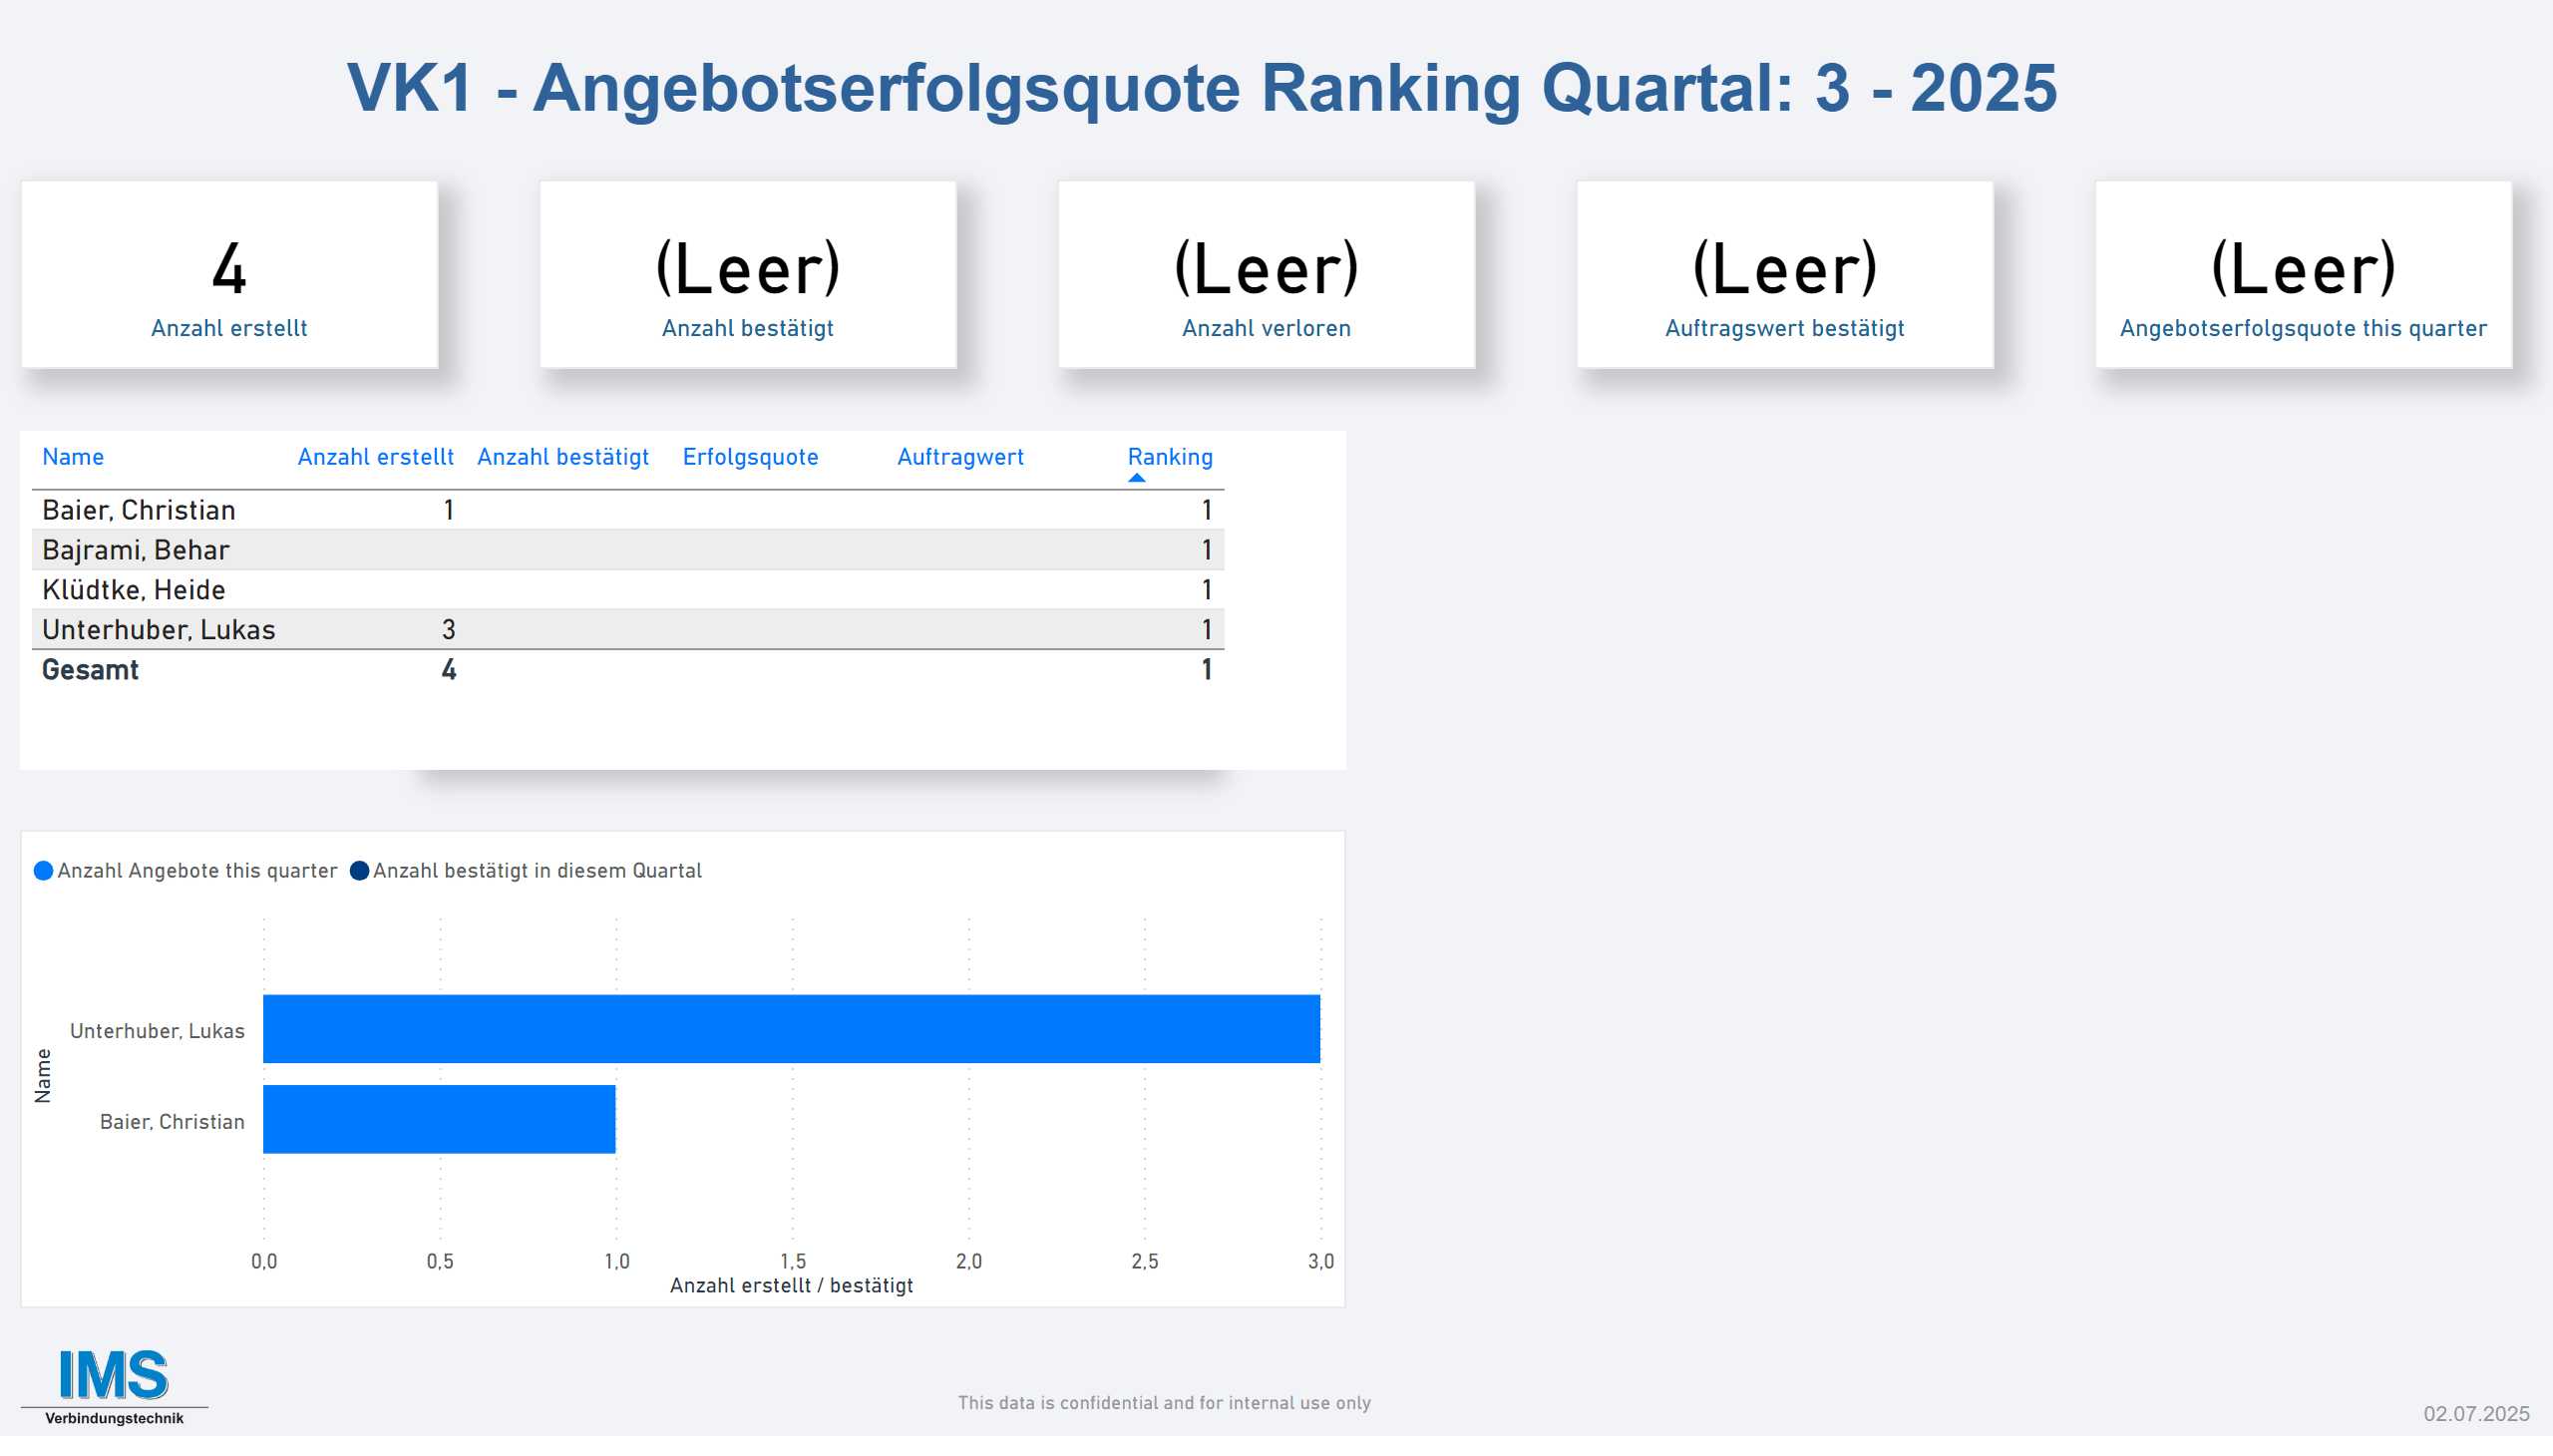 VK1 - Angebotserfolgsquote Ranking Quartal: 3 - 2025
4
Anzahl erstellt
(Leer)
Anzahl bestätigt
(Leer)
Anzahl verloren
(Leer)
Auftragswert bestätigt
(Leer)
Angebotserfolgsquote this quarter
Name Anzahl erstellt Anzahl bestätigt Erfolgsquote Auftragwert Ranking
Baier, Christian 1 1
Bajrami, Behar 1
Klüdtke, Heide 1
Unterhuber, Lukas 3 1
Gesamt 4 1
Anzahl Angebote this quarter Anzahl bestätigt in diesem Quartal
Name
Unterhuber, Lukas
Baier, Christian
0,0 0,5 1,0 1,5 2,0 2,5 3,0
Anzahl erstellt / bestätigt
IMS
Verbindungstechnik
This data is confidential and for internal use only
02.07.2025